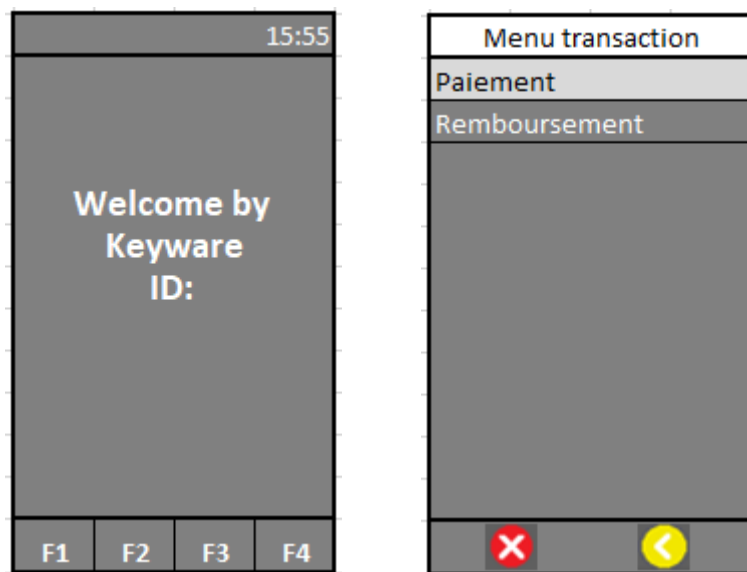 15:55
Welcome by
Keyware
ID:
F1 F2 F3 F4
Menu transaction
Paiement
Remboursement